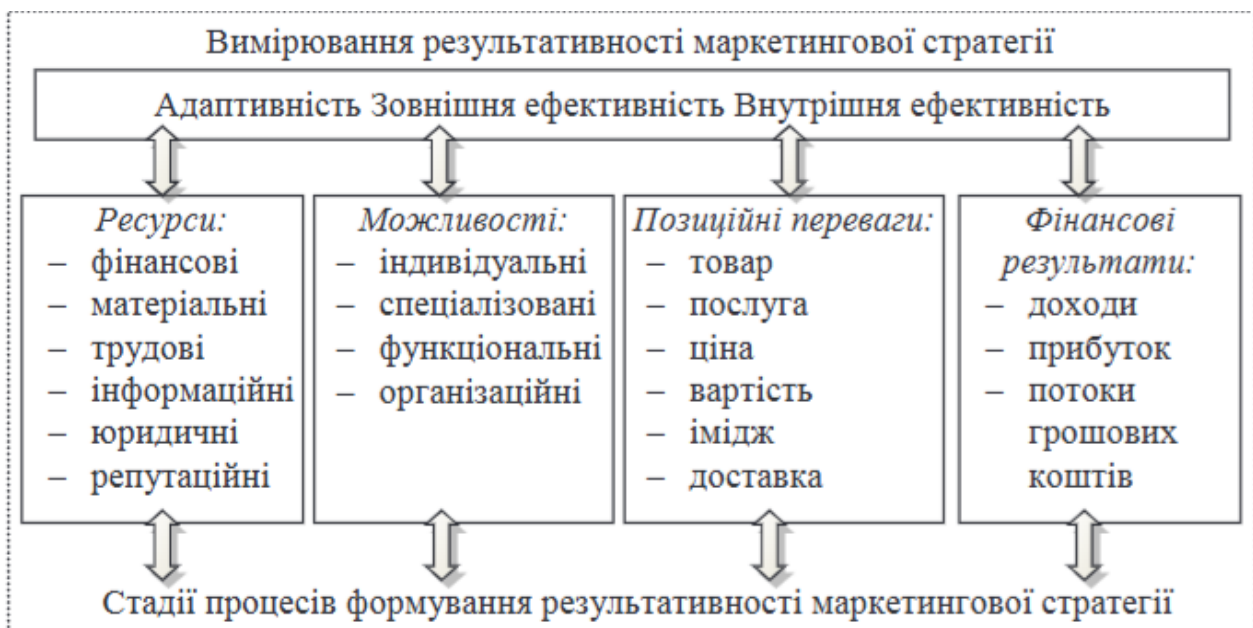 Вимірювання результативності маркетингової стратегії
Адаптивність Зовнішня ефективність Внутрішня ефективність
Ресурси:
– фінансові
– матеріальні
– трудові
– інформаційні
– юридичні
– репутаційні
Можливості:
– індивідуальні
– спеціалізовані
– функціональні
– організаційні
Позиційні переваги:
– товар
– послуга
– ціна
– вартість
– імідж
– доставка
Фінансові
результати:
– доходи
– прибуток
– потоки
грошових
коштів
Стадії процесів формування результативності маркетингової стратегії